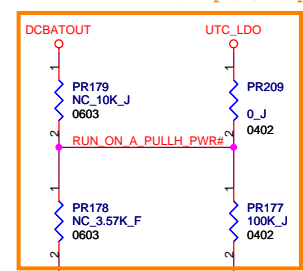 DCBATOUT
UTC_LDO
1
1
PR179
NC_10K_J
0603
PR209
0_J
0402
2
2
RUN_ON_A_PULLH_PWR#
1
1
PR178
NC_3.57K_F
0603
PR177
100K_J
0402
2
2